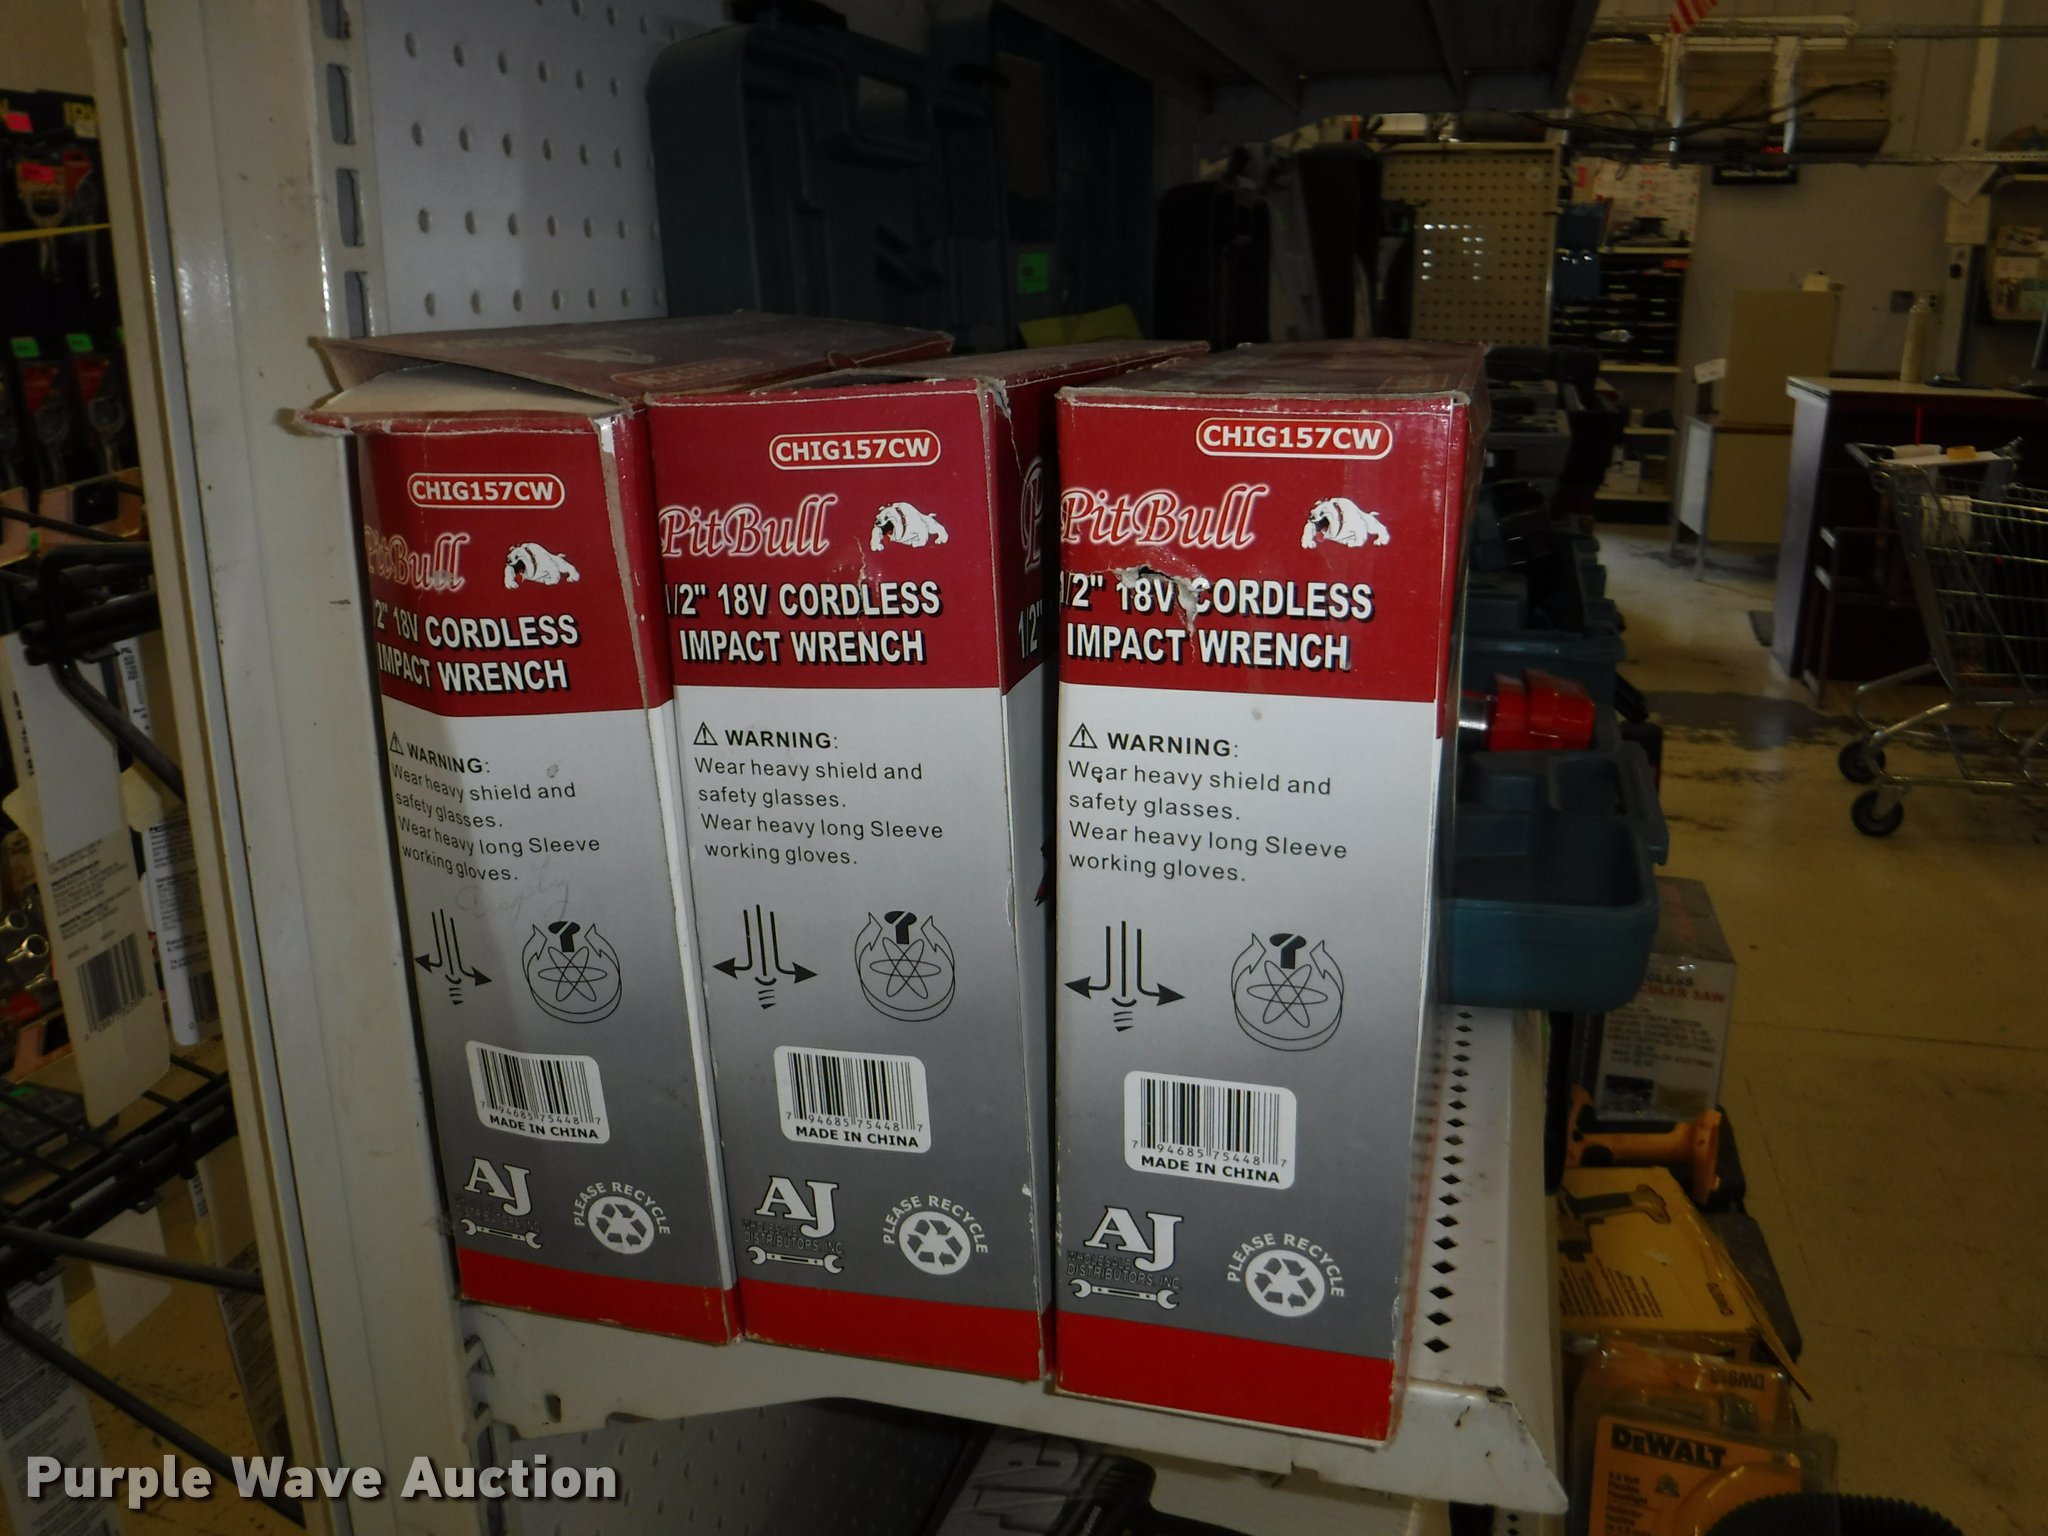 CHIG157CW
PitBull
/2" 18V CORDLESS
IMPACT WRENCH
WARNING:
Wear heavy shield and
safety glasses.
Wear heavy long Sleeve
working gloves.
7 94685 75448 7
MADE IN CHINA
AJ
DISTRIBUTORS, INC.
PLEASE RECYCLE
CHIG157CW
PitBull
1/2" 18V CORDLESS
IMPACT WRENCH
1/2"
WARNING:
Wear heavy shield and
safety glasses.
Wear heavy long Sleeve
working gloves.
7 94685 75448 7
MADE IN CHINA
AJ
WHOLESALE
DISTRIBUTORS, INC.
PLEASE RECYCLE
CHIG157CW
PitBull
1/2" 18V CORDLESS
IMPACT WRENCH
WARNING:
Wear heavy shield and
safety glasses.
Wear heavy long Sleeve
working gloves.
7 94685 75448 7
MADE IN CHINA
AJ
WHOLESALE
DISTRIBUTORS, INC.
PLEASE RECYCLE
DEWALT
Purple Wave Auction